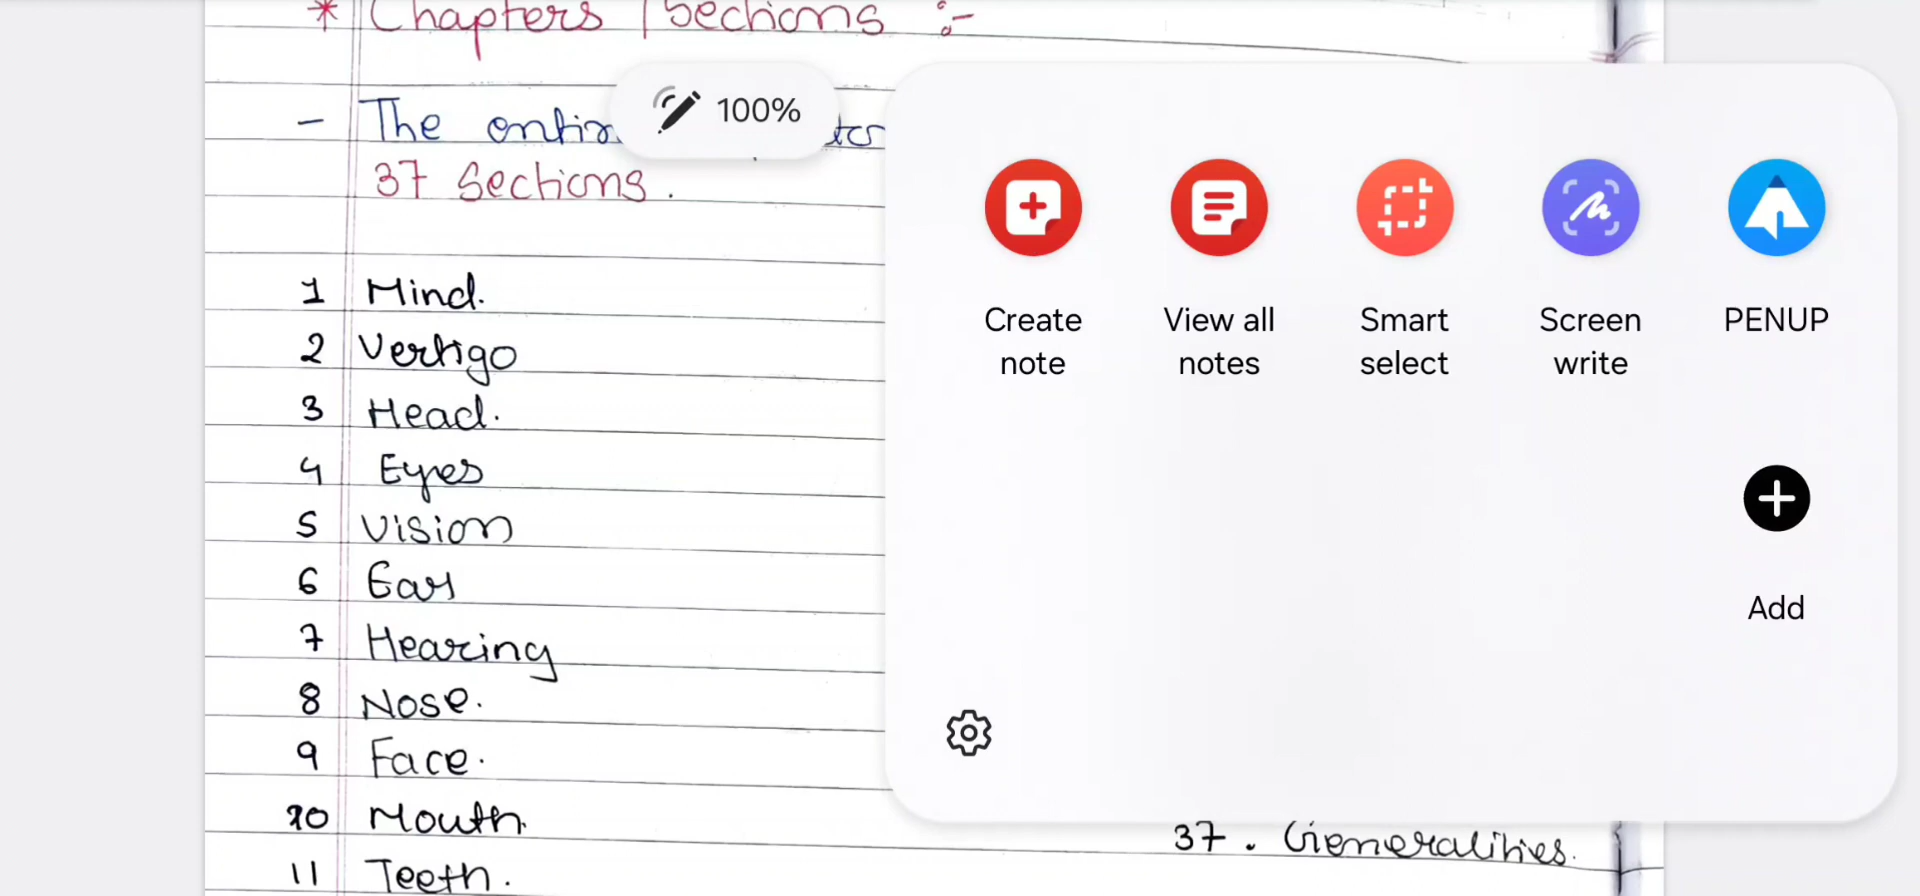 * Chapters | Sections :-
- The entire
37 Sections.
1 Mind.
2 Vertigo
3 Head.
4 Eyes
5 Vision
6 Ears
7 Hearing
8 Nose.
9 Face.
10 Mouth.
11 Teeth.
37. Generalities.
100%
Create note
View all notes
Smart select
Screen write
PENUP
Add